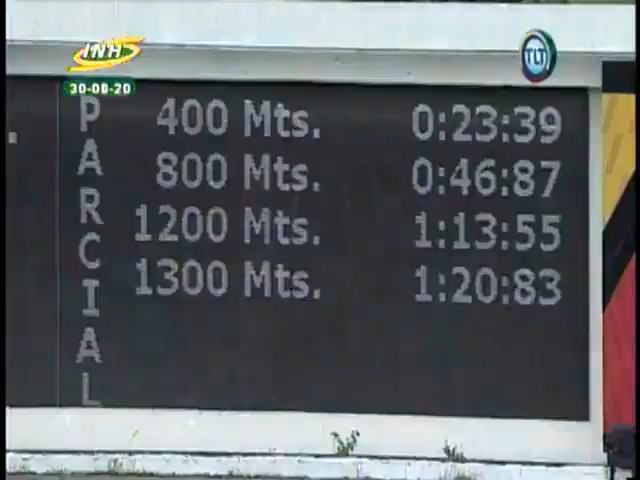 INH
TLT
30-08-20
PARCIAL
400 Mts. 0:23:39
800 Mts. 0:46:87
1200 Mts. 1:13:55
1300 Mts. 1:20:83